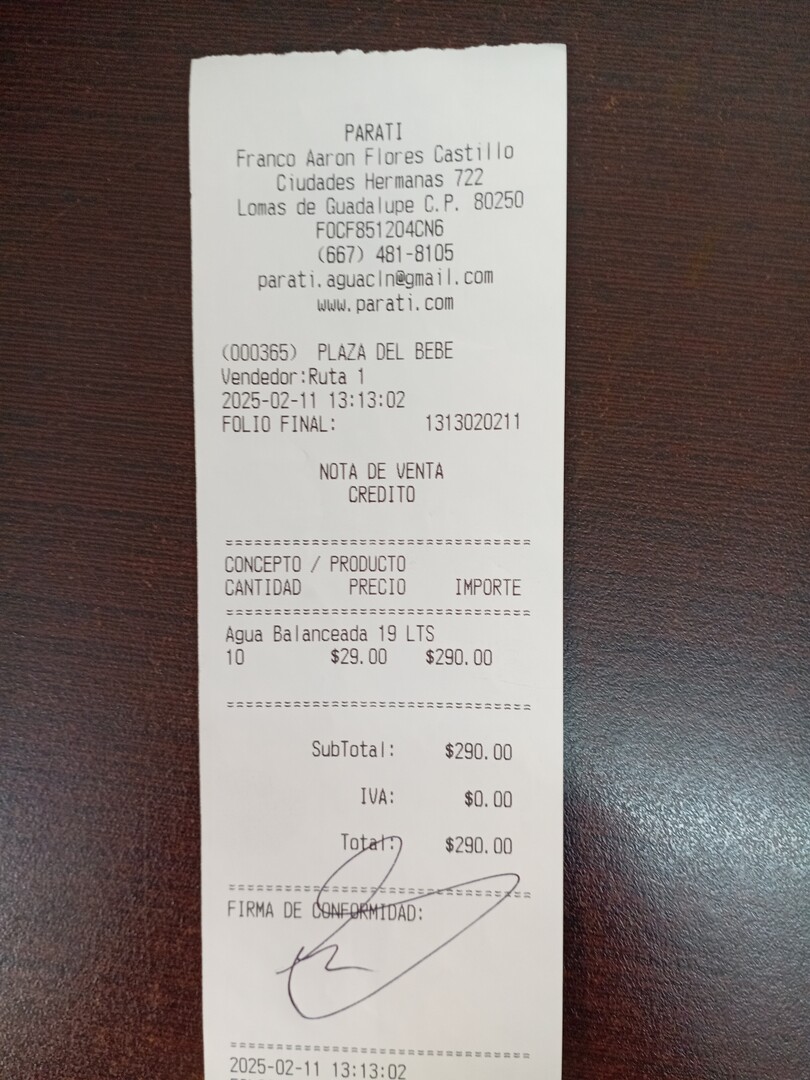 PARATI
Franco Aaron Flores Castillo
Ciudades Hermanas 722
Lomas de Guadalupe C.P. 80250
FOCF851204CN6
(667) 481-8105
parati.aguacln@gmail.com
www.parati.com
(000365) PLAZA DEL BEBE
Vendedor:Ruta 1
2025-02-11 13:13:02
FOLIO FINAL: 1313020211
NOTA DE VENTA
CREDITO
================================
CONCEPTO / PRODUCTO
CANTIDAD PRECIO IMPORTE
================================
Agua Balanceada 19 LTS
10 $29.00 $290.00
================================
SubTotal: $290.00
IVA: $0.00
Total: $290.00
================================
FIRMA DE CONFORMIDAD:
================================
2025-02-11 13:13:02